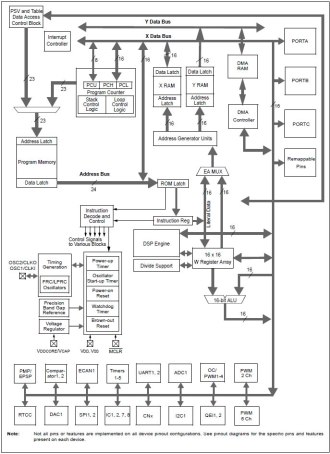 PSV and Table
Data Access
Control Block
Y Data Bus
X Data Bus
Interrupt
Controller
PORTA
8
16
16
16
16
Data Latch
Data Latch
DMA
RAM
23
23
PCU
PCH
PCL
X RAM
Y RAM
PORTB
Program Counter
Stack
Control
Logic
Loop
Control
Logic
Address
Latch
Address
Latch
DMA
Controller
PORTC
16
16
Address Latch
Address Generator Units
Program Memory
Remappable
Pins
Address Bus
EA MUX
Data Latch
ROM Latch
24
16
16
Instruction
Decode and
Control
Instruction Reg
Literal Data
Control Signals
to Various Blocks
16
DSP Engine
OSC2/CLKO
OSC1/CLKI
Timing
Generation
Power-up
Timer
16 x 16
W Register Array
Divide Support
16
FRC/LPRC
Oscillators
Oscillator
Start-up Timer
Power-on
Reset
Precision
Band Gap
Reference
Watchdog
Timer
16-bit ALU
Voltage
Regulator
Brown-out
Reset
16
VDD, VSS
MCLR
PMP/
EPSP
Comparator1, 2
ECAN1
Timers
1-5
UART1, 2
ADC1
OC/
PWM1-4
PWM
2 Ch
RTCC
DAC1
SPI1, 2
IC1, 2, 7, 8
CNx
I2C1
QEI1, 2
PWM
6 Ch
Note: Not all pins or features are implemented on all device pinout configurations. Use pinout diagrams for the specific pins and features
present on each device.